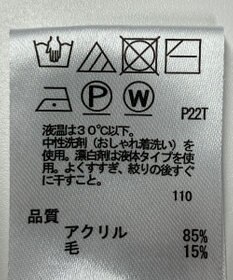 P W
P22T
液温は30℃以下。
中性洗剤(おしゃれ着洗い)を
使用。漂白剤は液体タイプを使
用。よくすすぎ、絞りの後すぐ
に干すこと。
110
品質
アクリル 85%
毛 15%